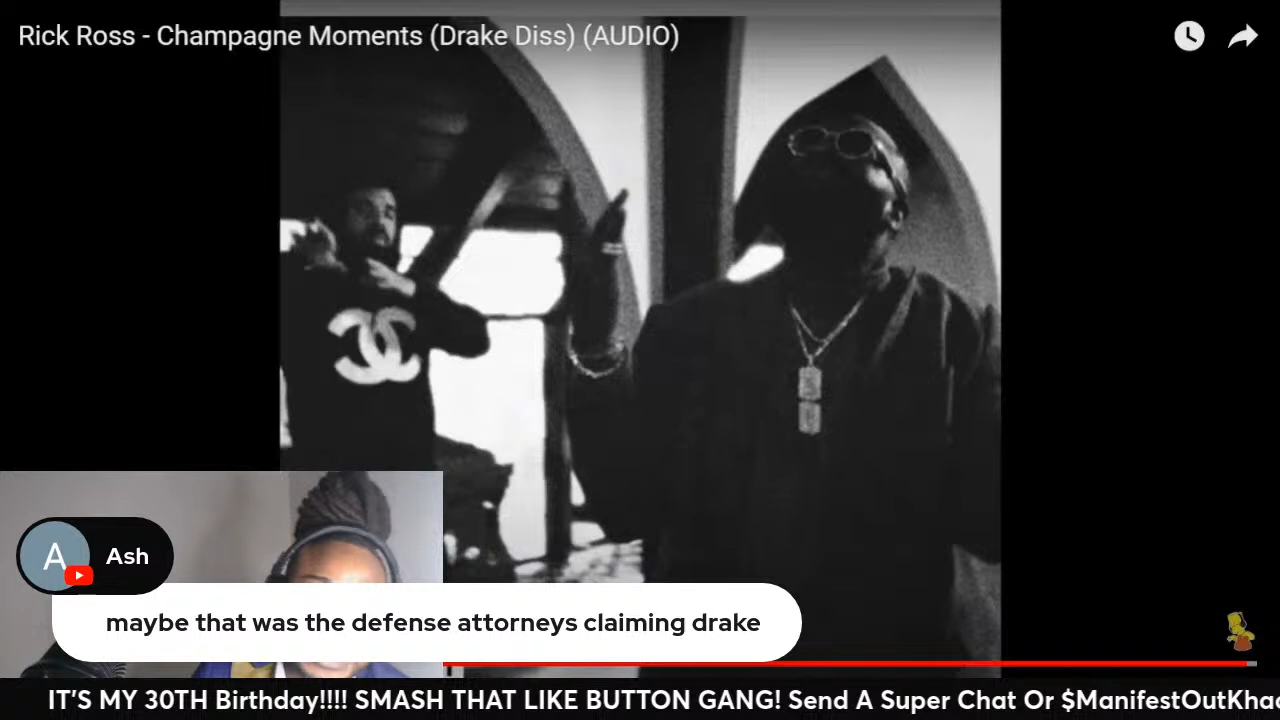 Rick Ross - Champagne Moments (Drake Diss) (AUDIO)
A
Ash
maybe that was the defense attorneys claiming drake
IT'S MY 30TH Birthday!!!! SMASH THAT LIKE BUTTON GANG! Send A Super Chat Or $ManifestOutKha